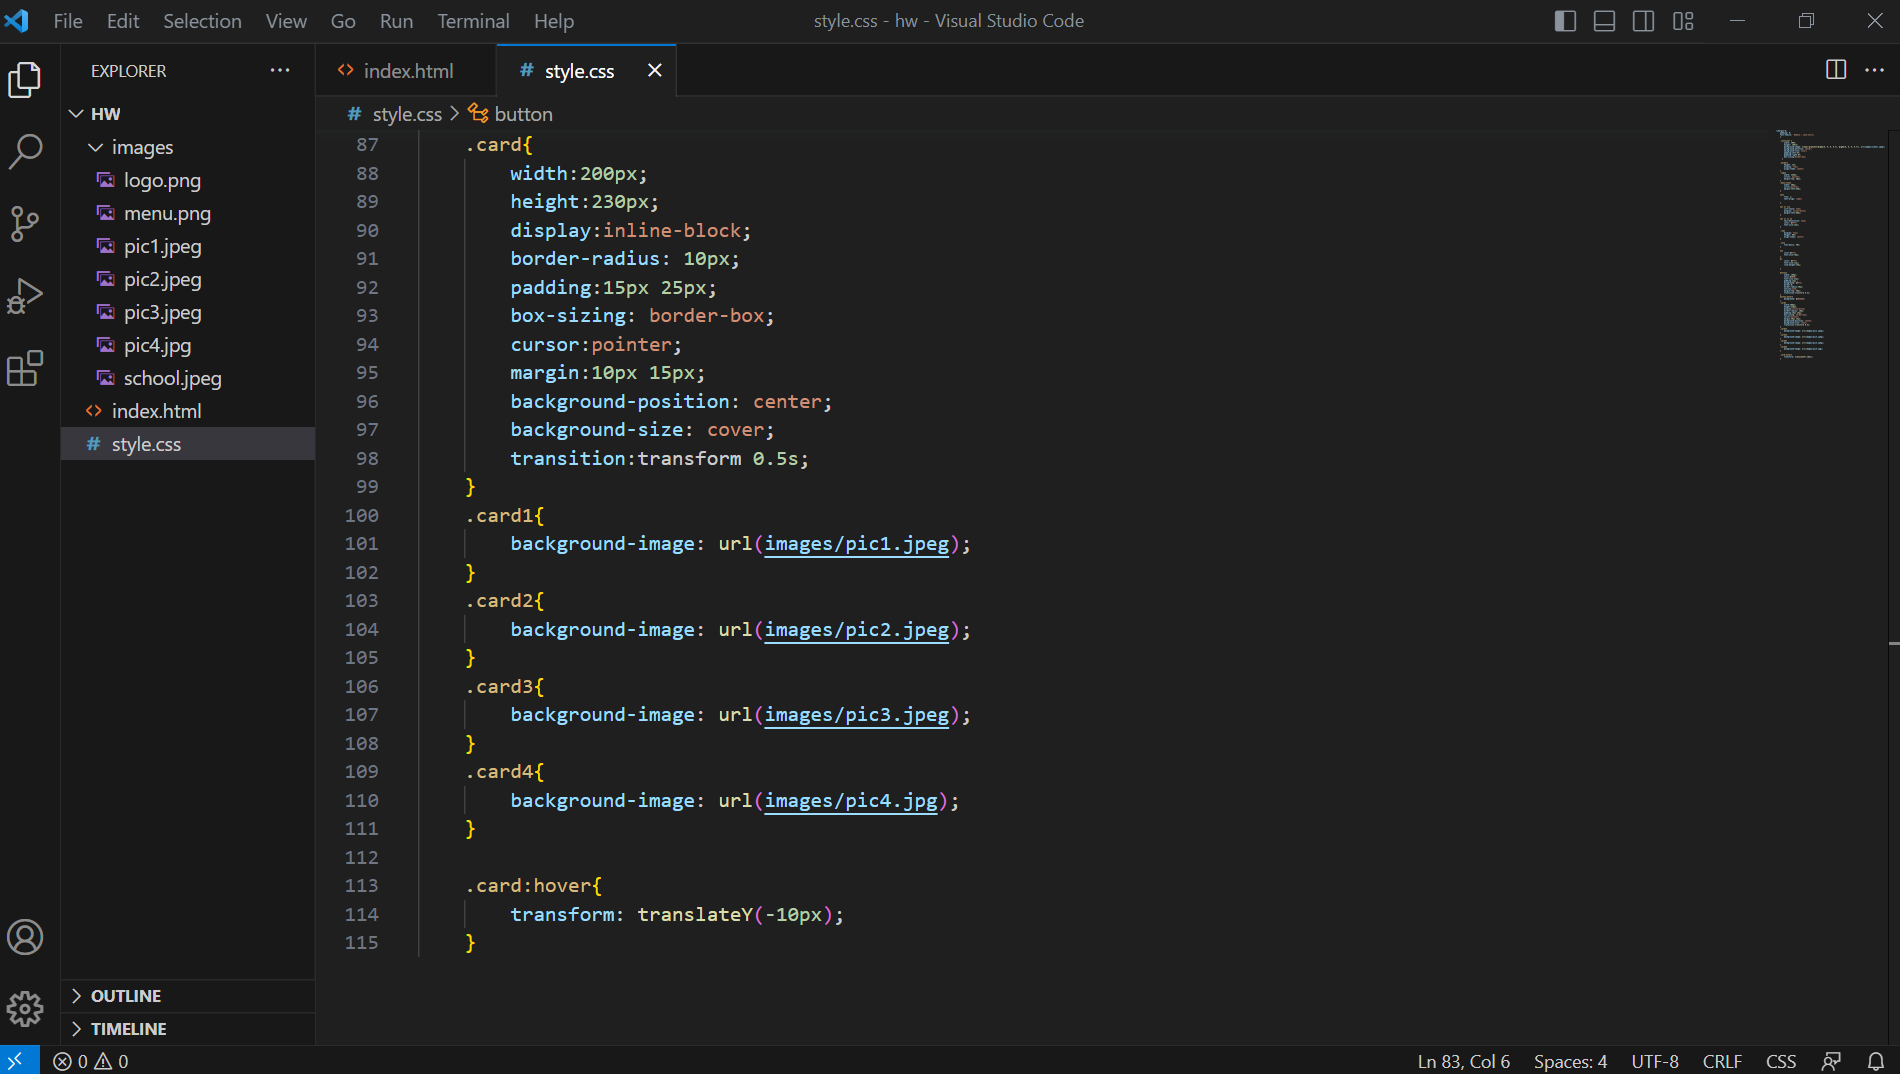 File Edit Selection View Go Run Terminal Help
style.css - hw - Visual Studio Code
EXPLORER
HW
images
logo.png
menu.png
pic1.jpeg
pic2.jpeg
pic3.jpeg
pic4.jpg
school.jpeg
index.html
style.css
OUTLINE
TIMELINE
index.html
style.css
style.css > button
87 .card{
88 width:200px;
89 height:230px;
90 display:inline-block;
91 border-radius: 10px;
92 padding:15px 25px;
93 box-sizing: border-box;
94 cursor:pointer;
95 margin:10px 15px;
96 background-position: center;
97 background-size: cover;
98 transition:transform 0.5s;
99 }
100 .card1{
101 background-image: url(images/pic1.jpeg);
102 }
103 .card2{
104 background-image: url(images/pic2.jpeg);
105 }
106 .card3{
107 background-image: url(images/pic3.jpeg);
108 }
109 .card4{
110 background-image: url(images/pic4.jpg);
111 }
112
113 .card:hover{
114 transform: translateY(-10px);
115 }
0 0
Ln 83, Col 6 Spaces: 4 UTF-8 CRLF CSS